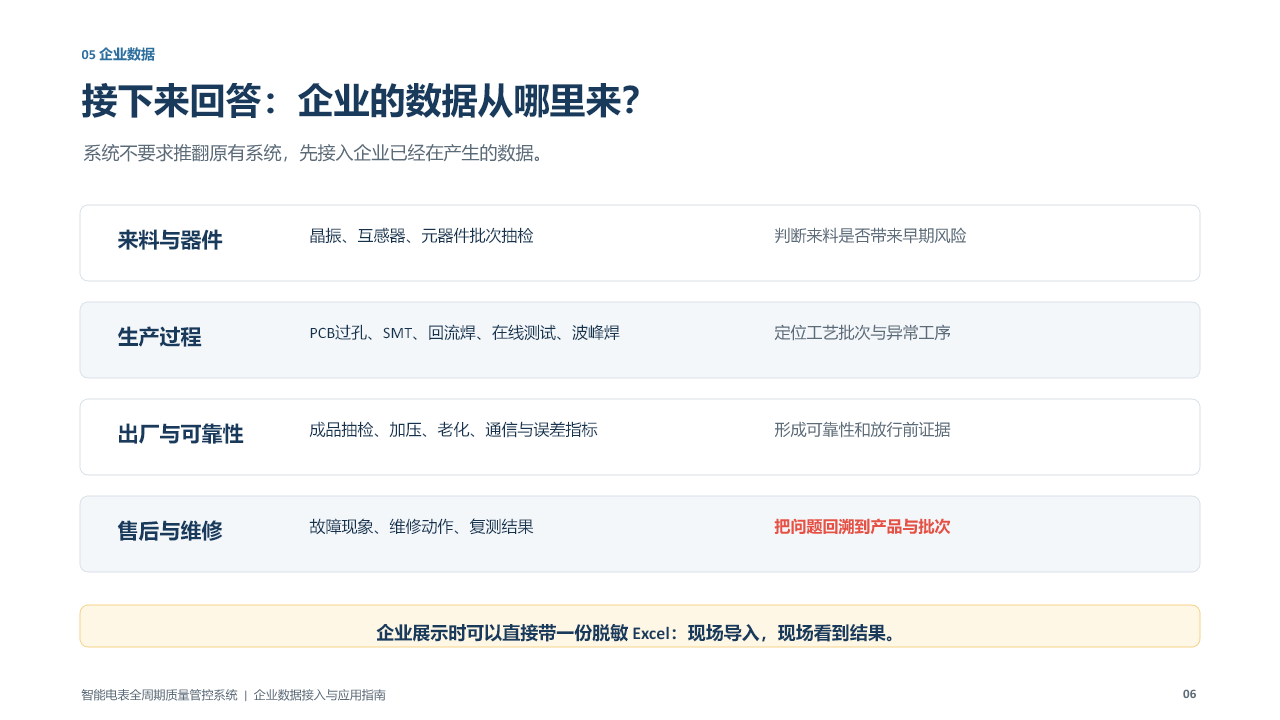 05 企业数据
接下来回答：企业的数据从哪里来?
系统不要求推翻原有系统，先接入企业已经在产生的数据。
来料与器件
晶振、互感器、元器件批次抽检
判断来料是否带来早期风险
生产过程
PCB过孔、SMT、回流焊、在线测试、波峰焊
定位工艺批次与异常工序
出厂与可靠性
成品抽检、加压、老化、通信与误差指标
形成可靠性和放行前证据
售后与维修
故障现象、维修动作、复测结果
把问题回溯到产品与批次
企业展示时可以直接带一份脱敏 Excel：现场导入，现场看到结果。
智能电表全周期质量管控系统 | 企业数据接入与应用指南
06